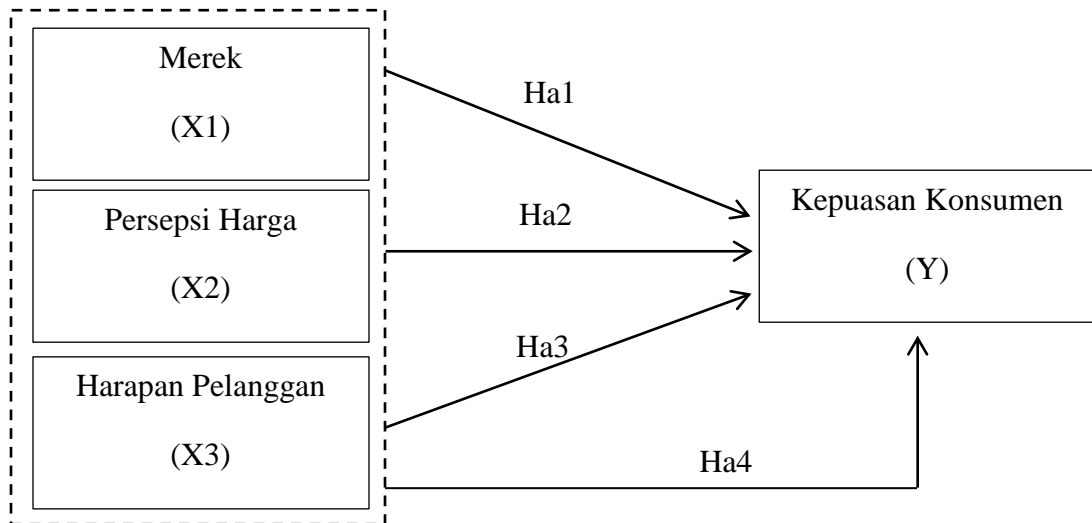 Merek
(X1)
Persepsi Harga
(X2)
Harapan Pelanggan
(X3)
Ha1
Ha2
Ha3
Ha4
Kepuasan Konsumen
(Y)